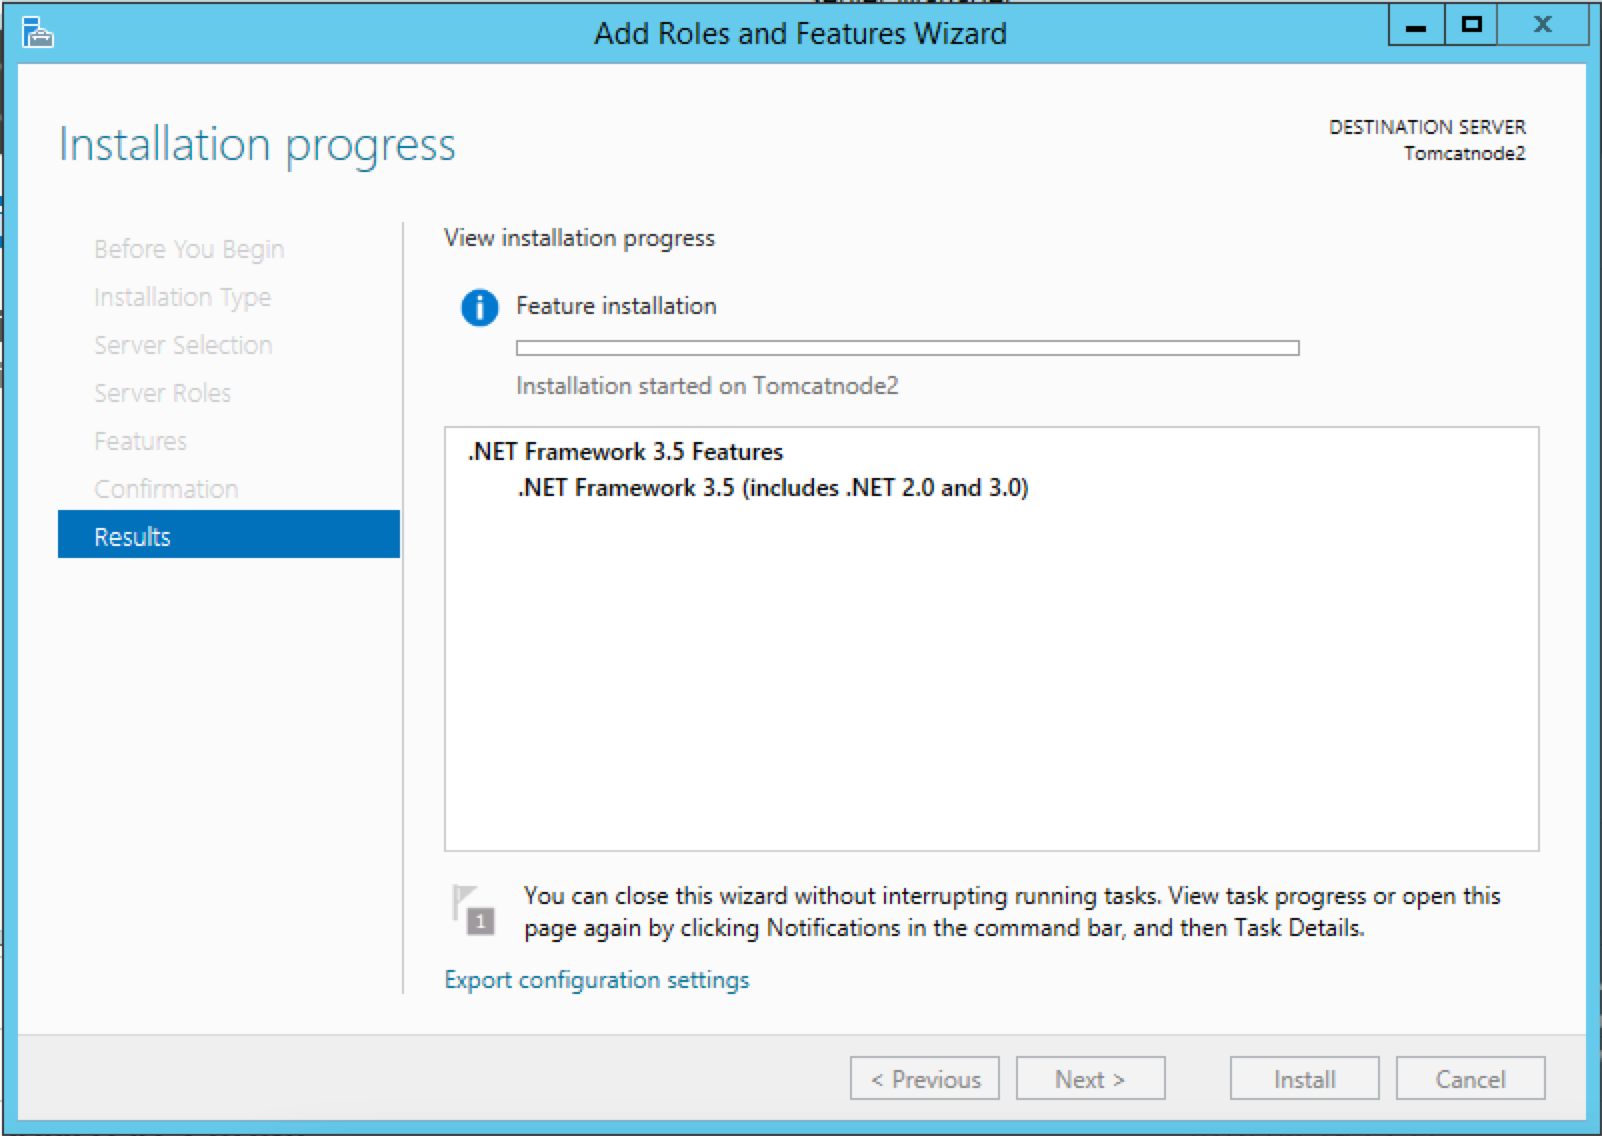 Add Roles and Features Wizard
X
Installation progress
DESTINATION SERVER
Tomcatnode2
Before You Begin
Installation Type
Server Selection
Server Roles
Features
Confirmation
Results
View installation progress
i
Feature installation
Installation started on Tomcatnode2
.NET Framework 3.5 Features
.NET Framework 3.5 (includes .NET 2.0 and 3.0)
1
You can close this wizard without interrupting running tasks. View task progress or open this
page again by clicking Notifications in the command bar, and then Task Details.
Export configuration settings
< Previous
Next >
Install
Cancel